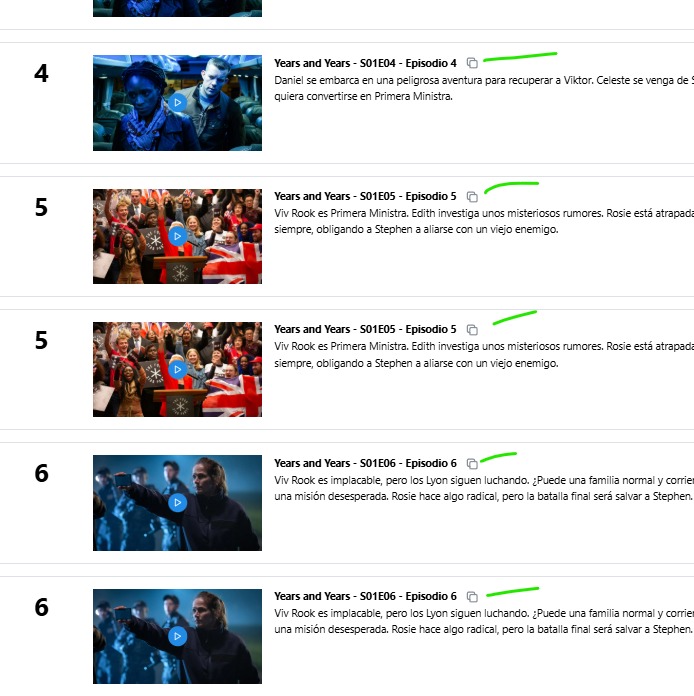 4
Years and Years - S01E04 - Episodio 4
Daniel se embarca en una peligrosa aventura para recuperar a Viktor. Celeste se venga de S
quiera convertirse en Primera Ministra.
5
Years and Years - S01E05 - Episodio 5
Viv Rook es Primera Ministra. Edith investiga unos misteriosos rumores. Rosie está atrapada
siempre, obligando a Stephen a aliarse con un viejo enemigo.
5
Years and Years - S01E05 - Episodio 5
Viv Rook es Primera Ministra. Edith investiga unos misteriosos rumores. Rosie está atrapada
siempre, obligando a Stephen a aliarse con un viejo enemigo.
6
Years and Years - S01E06 - Episodio 6
Viv Rook es implacable, pero los Lyon siguen luchando. ¿Puede una familia normal y corrien
una misión desesperada. Rosie hace algo radical, pero la batalla final será salvar a Stephen.
6
Years and Years - S01E06 - Episodio 6
Viv Rook es implacable, pero los Lyon siguen luchando. ¿Puede una familia normal y corrien
una misión desesperada. Rosie hace algo radical, pero la batalla final será salvar a Stephen.